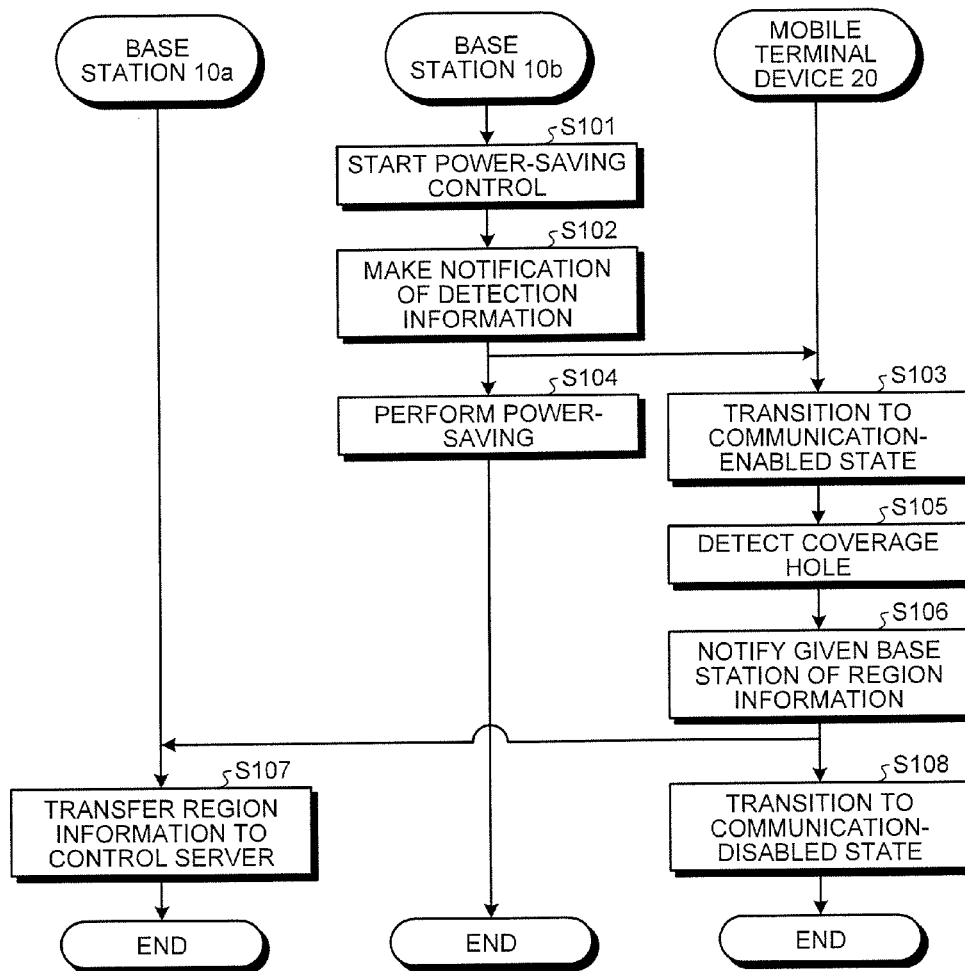 BASE
STATION 10a
BASE
STATION 10b
MOBILE
TERMINAL
DEVICE 20
S101
START POWER-SAVING
CONTROL
S102
MAKE NOTIFICATION
OF DETECTION
INFORMATION
S104
PERFORM POWER-
SAVING
S103
TRANSITION TO
COMMUNICATION-
ENABLED STATE
S105
DETECT COVERAGE
HOLE
S106
NOTIFY GIVEN BASE
STATION OF REGION
INFORMATION
S107
TRANSFER REGION
INFORMATION TO
CONTROL SERVER
S108
TRANSITION TO
COMMUNICATION-
DISABLED STATE
END
END
END